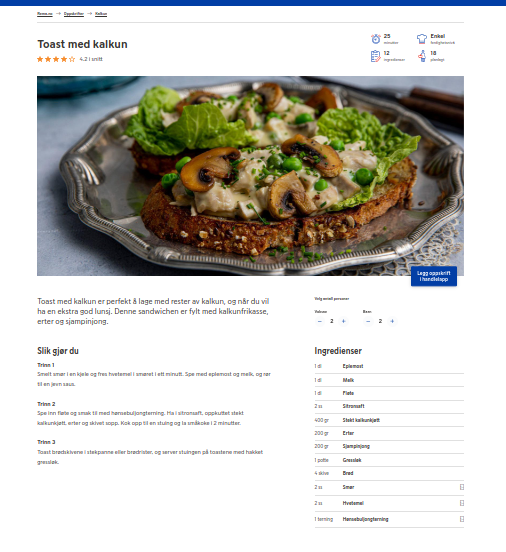 Rema.no → Oppskrifter → Kalkun
Toast med kalkun
4.2 i snitt
25
minutter
Enkel
12
ingredienser
18
Legg oppskrift
i handleapp
Toast med kalkun er perfekt å lage med rester av kalkun, og når du vil
ha en ekstra god lunsj. Denne sandwichen er fylt med kalkunfrikasse,
erter og sjampinjong.
Velg antall personer
Voksen
Barn
− 2 +
− 2 +
Slik gjør du
Trinn 1
Smelt smør i en kjele og fres hvetemel i smøret i ett minutt. Spe med eplemost og melk, og rør
til en jevn saus.
Trinn 2
Spe inn fløte og smak til med hønsebuljongterning. Ha i sitronsaft, oppkuttet stekt
kalkunkjøtt, erter og skivet sopp. Kok opp til en stuing og la småkoke i 2 minutter.
Trinn 3
Toast brødskivene i stekpanne eller brødrister, og server stuingen på toastene med hakket
gressløk.
Ingredienser
1 dl Eplemost
1 dl Melk
1 dl Fløte
2 ss Sitronsaft
400 gr Stekt kalkunkjøtt
200 gr Erter
200 gr Sjampinjong
1 potte Gressløk
4 skive Brød
2 ss Smør
2 ss Hvetemel
1 terning Hønsebuljongterning